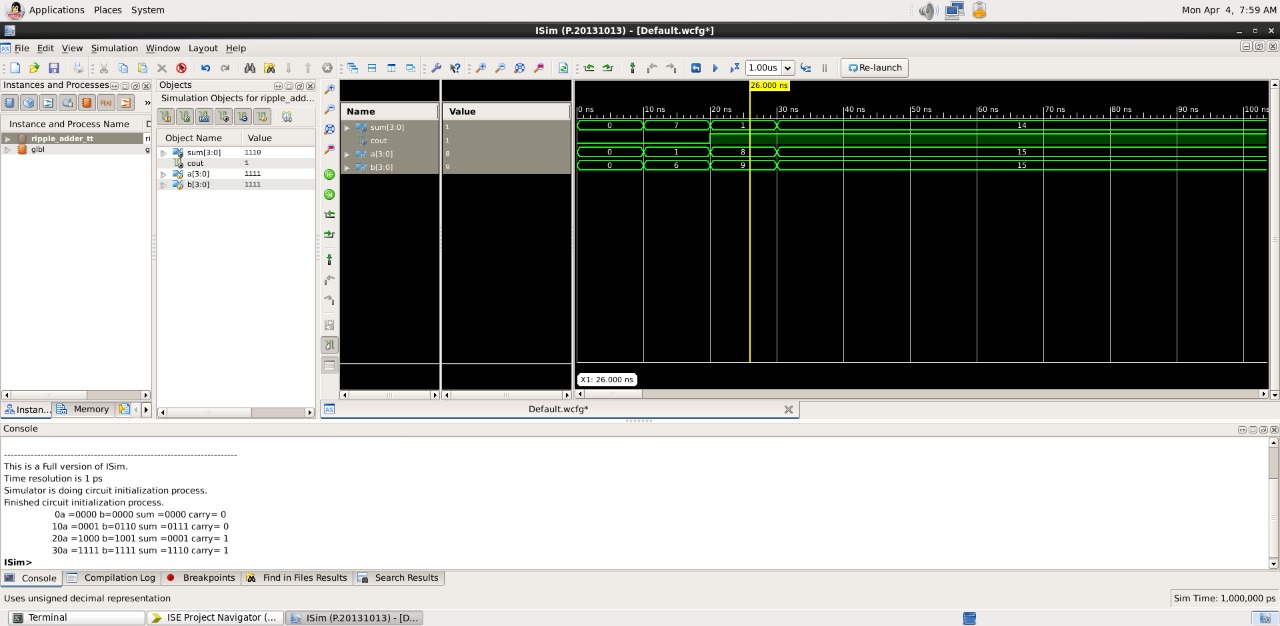 Applications Places System Mon Apr 4, 7:59 AM
ISim (P.20131013) - [Default.wcfg*]
File Edit View Simulation Window Layout Help
1.00us Re-launch
Instances and Processes
Instance and Process Name D
ripple_adder_tt ri
glbl g
Instan... Memory
Objects
Simulation Objects for ripple_add...
Object Name Value
sum[3:0] 1110
cout 1
a[3:0] 1111
b[3:0] 1111
Name Value
sum[3:0] 1
cout 1
a[3:0] 8
b[3:0] 9
26.000 ns
0 ns 10 ns 20 ns 30 ns 40 ns 50 ns 60 ns 70 ns 80 ns 90 ns 100 ns
0 7 1 14
0 1 8 15
0 6 9 15
X1: 26.000 ns
Default.wcfg*
Console
This is a Full version of ISim.
Time resolution is 1 ps
Simulator is doing circuit initialization process.
Finished circuit initialization process.
0a =0000 b=0000 sum =0000 carry= 0
10a =0001 b=0110 sum =0111 carry= 0
20a =1000 b=1001 sum =0001 carry= 1
30a =1111 b=1111 sum =1110 carry= 1
ISim>
Console Compilation Log Breakpoints Find in Files Results Search Results
Uses unsigned decimal representation Sim Time: 1,000,000 ps
Terminal ISE Project Navigator (... ISim (P.20131013) - [D...